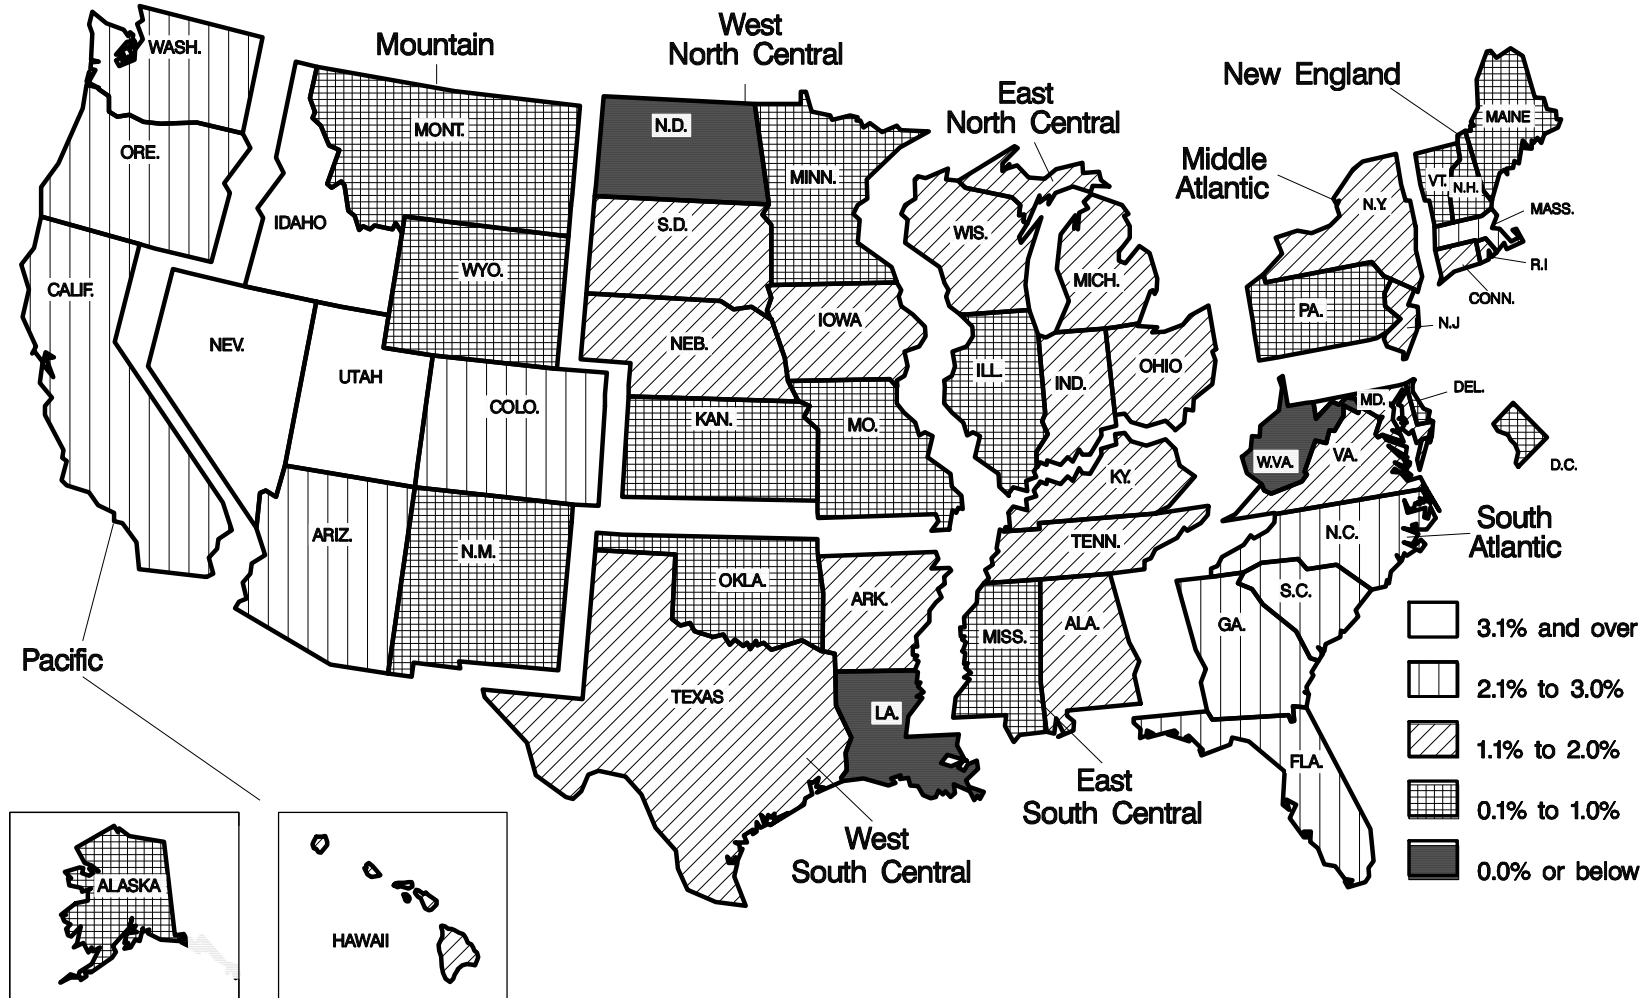 West
North Central
Mountain
New England
East
North Central
Middle
Atlantic
WASH.
ORE.
CALIF.
IDAHO
MONT.
WYO.
NEV.
UTAH
COLO.
ARIZ.
N.M.
N.D.
S.D.
NEB.
KAN.
MINN.
IOWA
MO.
OKLA.
TEXAS
ARK.
LA.
WIS.
MICH.
ILL.
IND.
OHIO
KY.
TENN.
MISS.
ALA.
MAINE
VT.
N.H.
MASS.
R.I
CONN.
N.Y.
PA.
N.J
DEL.
MD.
D.C.
W.VA.
VA.
N.C.
S.C.
GA.
FLA.
South
Atlantic
Pacific
East
South Central
West
South Central
ALASKA
HAWAII
3.1% and over
2.1% to 3.0%
1.1% to 2.0%
0.1% to 1.0%
0.0% or below